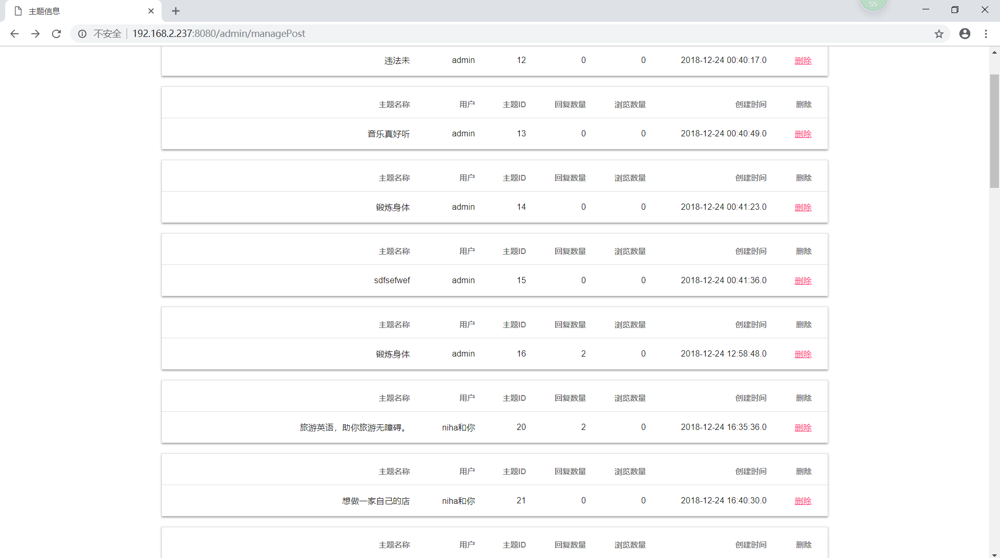 主题信息
55
不安全 192.168.2.237:8080/admin/managePost
违法未 admin 12 0 0 2018-12-24 00:40:17.0 删除
主题名称 用户 主题ID 回复数量 浏览数量 创建时间 删除
音乐真好听 admin 13 0 0 2018-12-24 00:40:49.0 删除
主题名称 用户 主题ID 回复数量 浏览数量 创建时间 删除
锻炼身体 admin 14 0 0 2018-12-24 00:41:23.0 删除
主题名称 用户 主题ID 回复数量 浏览数量 创建时间 删除
sdfsefwef admin 15 0 0 2018-12-24 00:41:36.0 删除
主题名称 用户 主题ID 回复数量 浏览数量 创建时间 删除
锻炼身体 admin 16 2 0 2018-12-24 12:58:48.0 删除
主题名称 用户 主题ID 回复数量 浏览数量 创建时间 删除
旅游英语，助你旅游无障碍。 niha和你 20 2 0 2018-12-24 16:35:36.0 删除
主题名称 用户 主题ID 回复数量 浏览数量 创建时间 删除
想做一家自己的店 niha和你 21 0 0 2018-12-24 16:40:30.0 删除
主题名称 用户 主题ID 回复数量 浏览数量 创建时间 删除